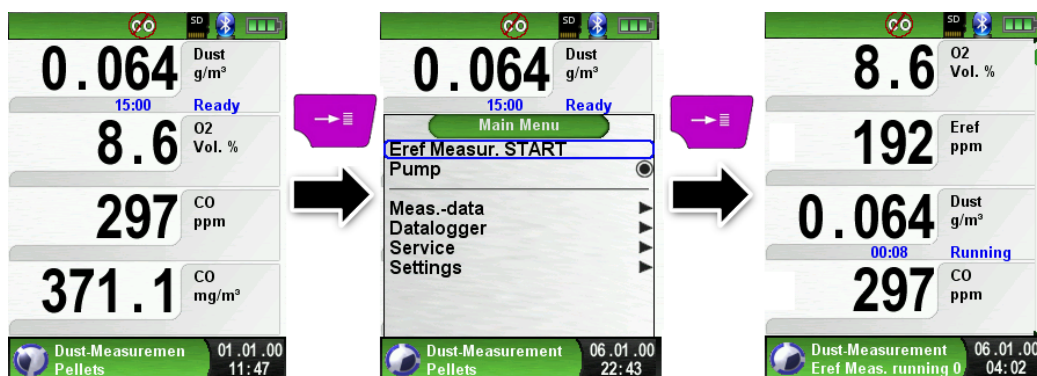 CO
SD
0.064
Dust
g/m³
15:00 Ready
8.6
O2
Vol. %
297
CO
ppm
371.1
CO
mg/m³
Dust-Measuremen 01.01.00
Pellets 11:47
CO
SD
0.064
Dust
g/m³
15:00 Ready
Main Menu
Eref Measur. START
Pump
Meas.-data
Datalogger
Service
Settings
Dust-Measurement 06.01.00
Pellets 22:43
CO
SD
8.6
O2
Vol. %
192
Eref
ppm
0.064
Dust
g/m³
00:08 Running
297
CO
ppm
Dust-Measurement 06.01.00
Eref Meas. running 0 04:02